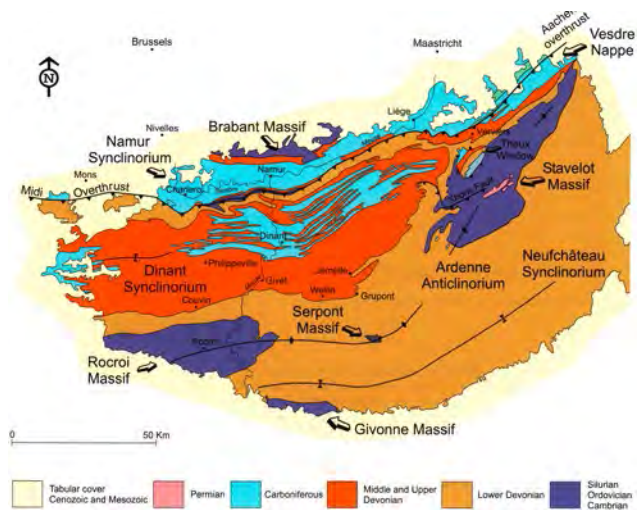 Brussels
Maastricht
Aachen
overthrust
Vesdre
Nappe
N
Nivelles
Brabant Massif
Liége
Namur
Synclinorium
Verviers
Theux
Window
Mons
Charleroi
Namur
Stavelot
Massif
Midi
Overthrust
Dinant
Ardenne
Anticlinorium
Neufchâteau
Synclinorium
Dinant
Synclinorium
Philippeville
Givet
Jemelle
Wellin
Grupont
Couvin
Serpont
Massif
Rocroi
Rocroi
Massif
Givonne Massif
0
50 Km
Tabular cover
Cenozoic and Mesozoic
Permian
Carboniferous
Middle and Upper
Devonian
Lower Devonian
Silurian
Ordovician
Cambrian